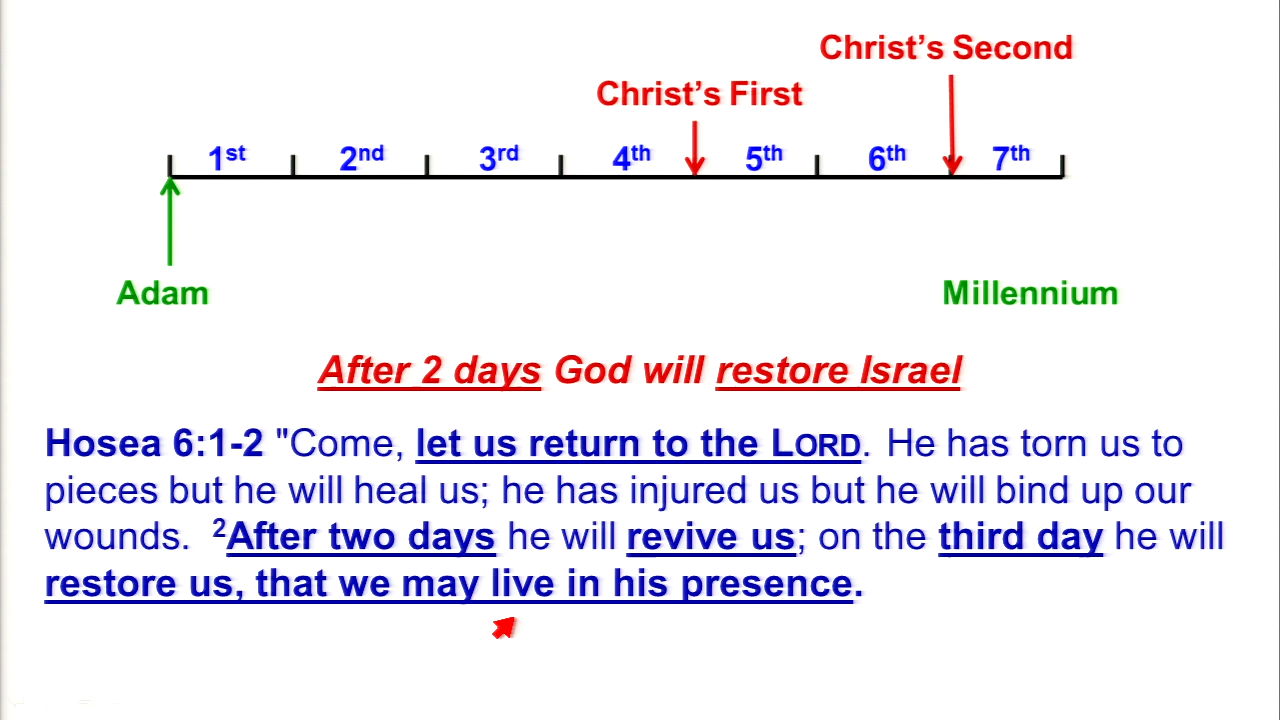 Christ’s Second
Christ’s First
1st 2nd 3rd 4th 5th 6th 7th
Adam Millennium
After 2 days God will restore Israel
Hosea 6:1-2 "Come, let us return to the LORD. He has torn us to
pieces but he will heal us; he has injured us but he will bind up our
wounds. 2After two days he will revive us; on the third day he will
restore us, that we may live in his presence.